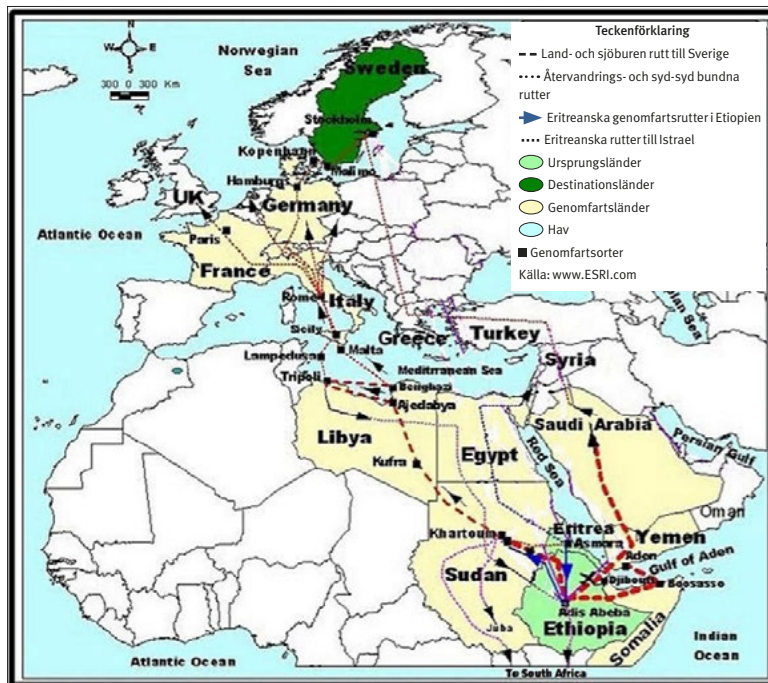 N
W E
S
300 0 300 Km
Norwegian
Sea
Sweden
Stockholm
Kopenhann
Malimo
Hamburg
UK
Germany
Atlantic Ocean
Paris
France
Rome
Italy
Sicily
Greece
Turkey
Lampedusa
Malta
Syria
Mediterranean Sea
Tripoli
Benghazi
Ajedabya
Saudi Arabia
Libya
Egypt
Red Sea
Persian Gulf
Kufra
Oman
Khartoum
Eritrea
Yemen
Asmara
Aden
Gulf of Aden
Sudan
Djibouti
Boosasso
Adis Abeba
Juba
Ethiopia
Somalia
Indian
Ocean
Atlantic Ocean
To South Africa
Teckenförklaring
Land- och sjöburen rutt till Sverige
Återvandrings- och syd-syd bundna
rutter
Eritreanska genomfartsrutter i Etiopien
Eritreanska rutter till Istrael
Ursprungsländer
Destinationsländer
Genomfartsländer
Hav
Genomfartsorter
Källa: www.ESRI.com